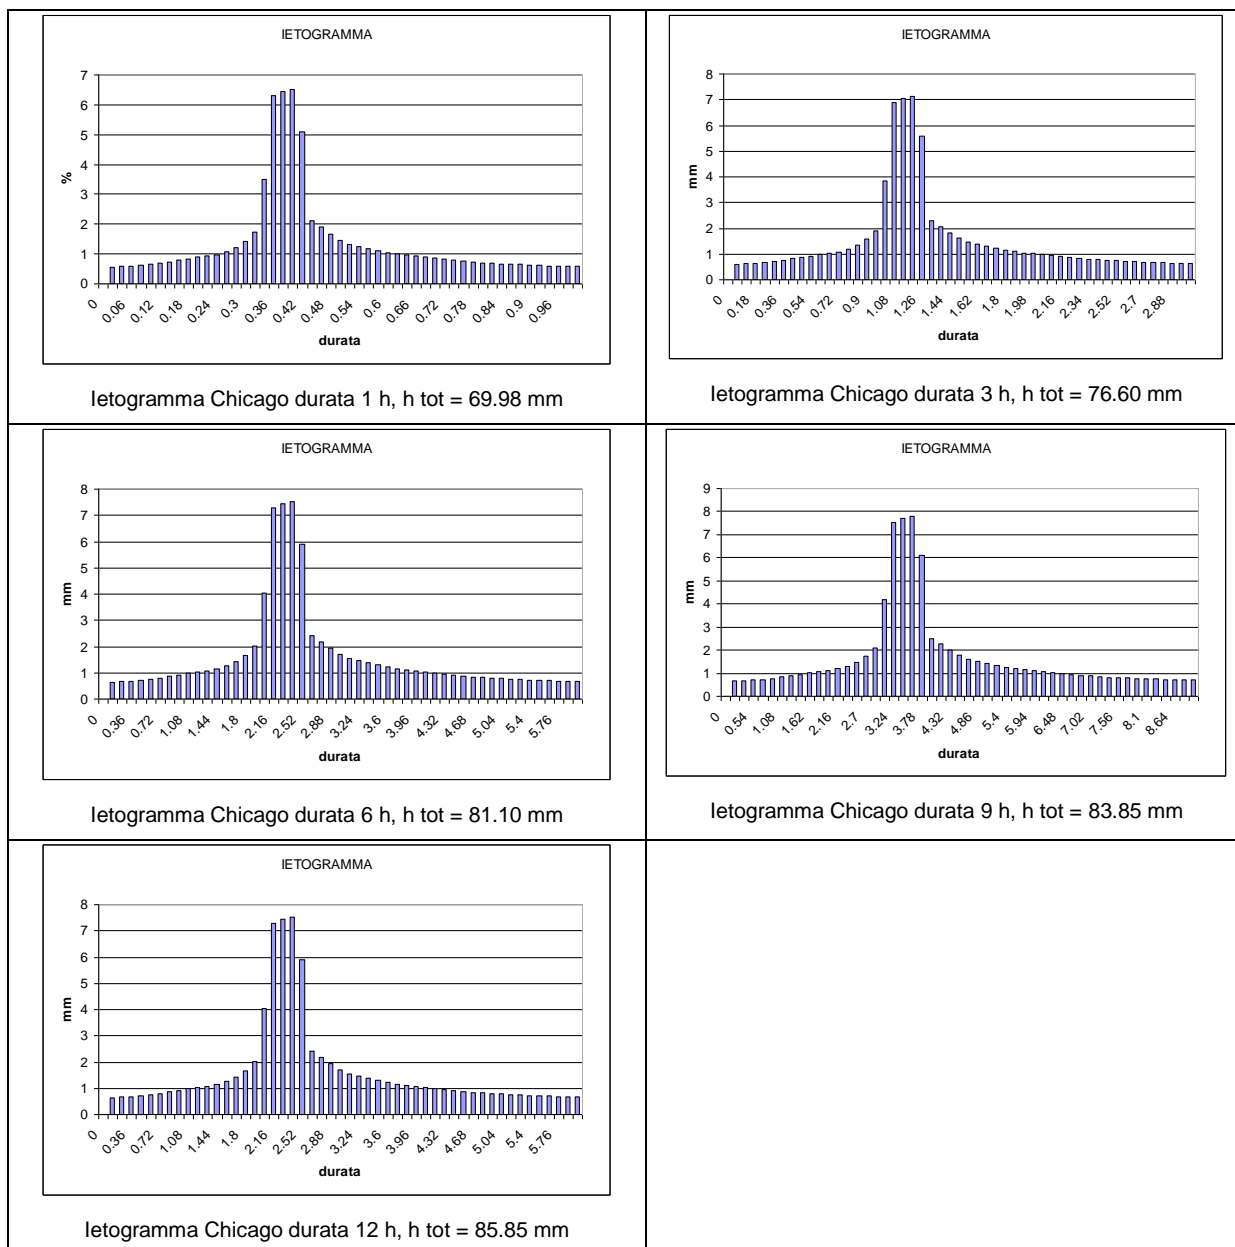 IETOGRAMMA
7
6
5
4
3
2
1
0
%
0 0.06 0.12 0.18 0.24 0.3 0.36 0.42 0.48 0.54 0.6 0.66 0.72 0.78 0.84 0.9 0.96
durata
Ietogramma Chicago durata 1 h, h tot = 69.98 mm
IETOGRAMMA
8
7
6
5
4
3
2
1
0
mm
0 0.18 0.36 0.54 0.72 0.9 1.08 1.26 1.44 1.62 1.8 1.98 2.16 2.34 2.52 2.7 2.88
durata
Ietogramma Chicago durata 3 h, h tot = 76.60 mm
IETOGRAMMA
8
7
6
5
4
3
2
1
0
mm
0 0.36 0.72 1.08 1.44 1.8 2.16 2.52 2.88 3.24 3.6 3.96 4.32 4.68 5.04 5.4 5.76
durata
Ietogramma Chicago durata 6 h, h tot = 81.10 mm
IETOGRAMMA
9
8
7
6
5
4
3
2
1
0
mm
0 0.54 1.08 1.62 2.16 2.7 3.24 3.78 4.32 4.86 5.4 5.94 6.48 7.02 7.56 8.1 8.64
durata
Ietogramma Chicago durata 9 h, h tot = 83.85 mm
IETOGRAMMA
8
7
6
5
4
3
2
1
0
mm
0 0.36 0.72 1.08 1.44 1.8 2.16 2.52 2.88 3.24 3.6 3.96 4.32 4.68 5.04 5.4 5.76
durata
Ietogramma Chicago durata 12 h, h tot = 85.85 mm